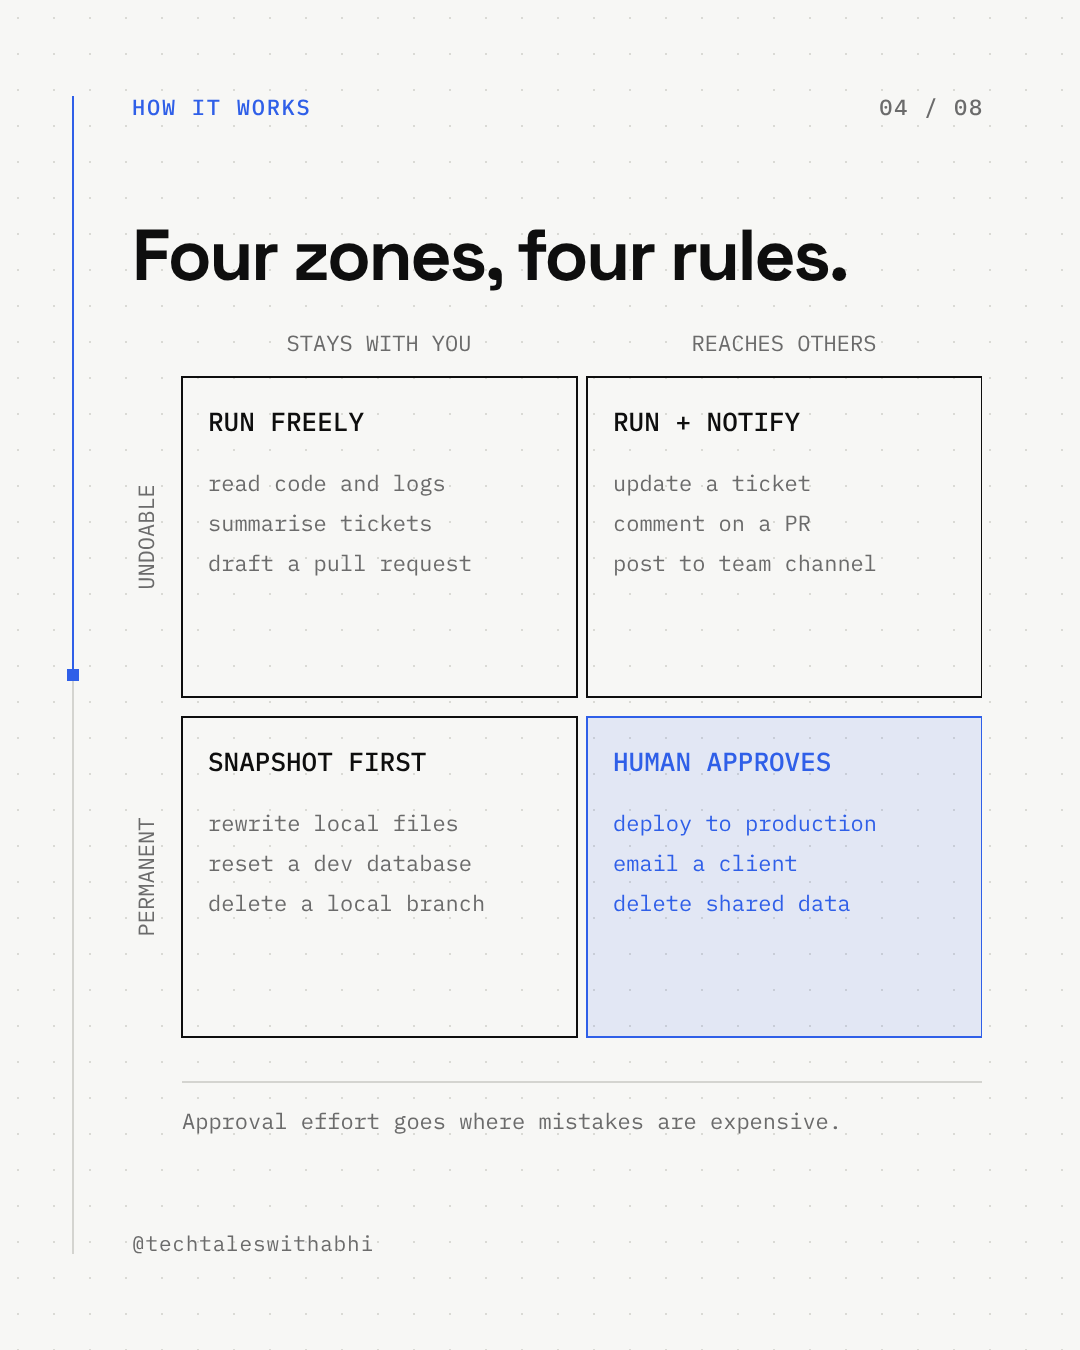 HOW IT WORKS
04 / 08
Four zones, four rules.
STAYS WITH YOU
REACHES OTHERS
UNDOABLE
RUN FREELY
read code and logs
summarise tickets
draft a pull request
RUN + NOTIFY
update a ticket
comment on a PR
post to team channel
PERMANENT
SNAPSHOT FIRST
rewrite local files
reset a dev database
delete a local branch
HUMAN APPROVES
deploy to production
email a client
delete shared data
Approval effort goes where mistakes are expensive.
@techtaleswithabhi